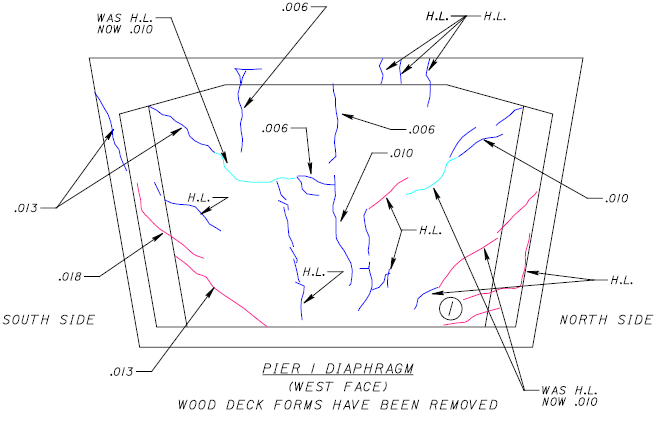 .006
WAS H.L.
NOW .010
H.L.
H.L.
.006
.006
.010
.010
.013
H.L.
H.L.
.018
H.L.
H.L.
1
SOUTH SIDE
NORTH SIDE
.013
PIER 1 DIAPHRAGM
(WEST FACE)
WOOD DECK FORMS HAVE BEEN REMOVED
WAS H.L.
NOW .010